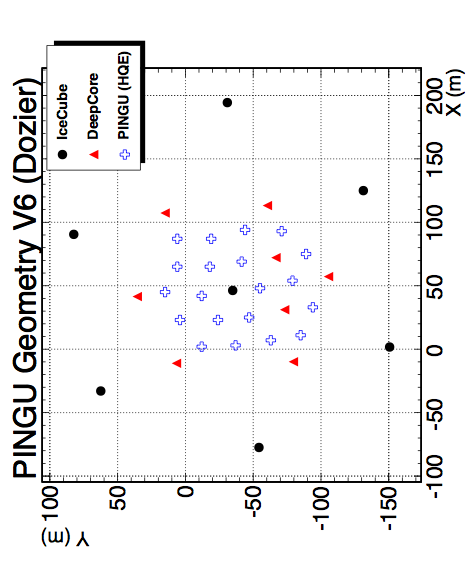 PINGU Geometry V6 (Dozier)
IceCube
DeepCore
PINGU (HQE)
Y (m)
100
50
0
-50
-100
-150
-100
-50
0
50
100
150
200
X (m)